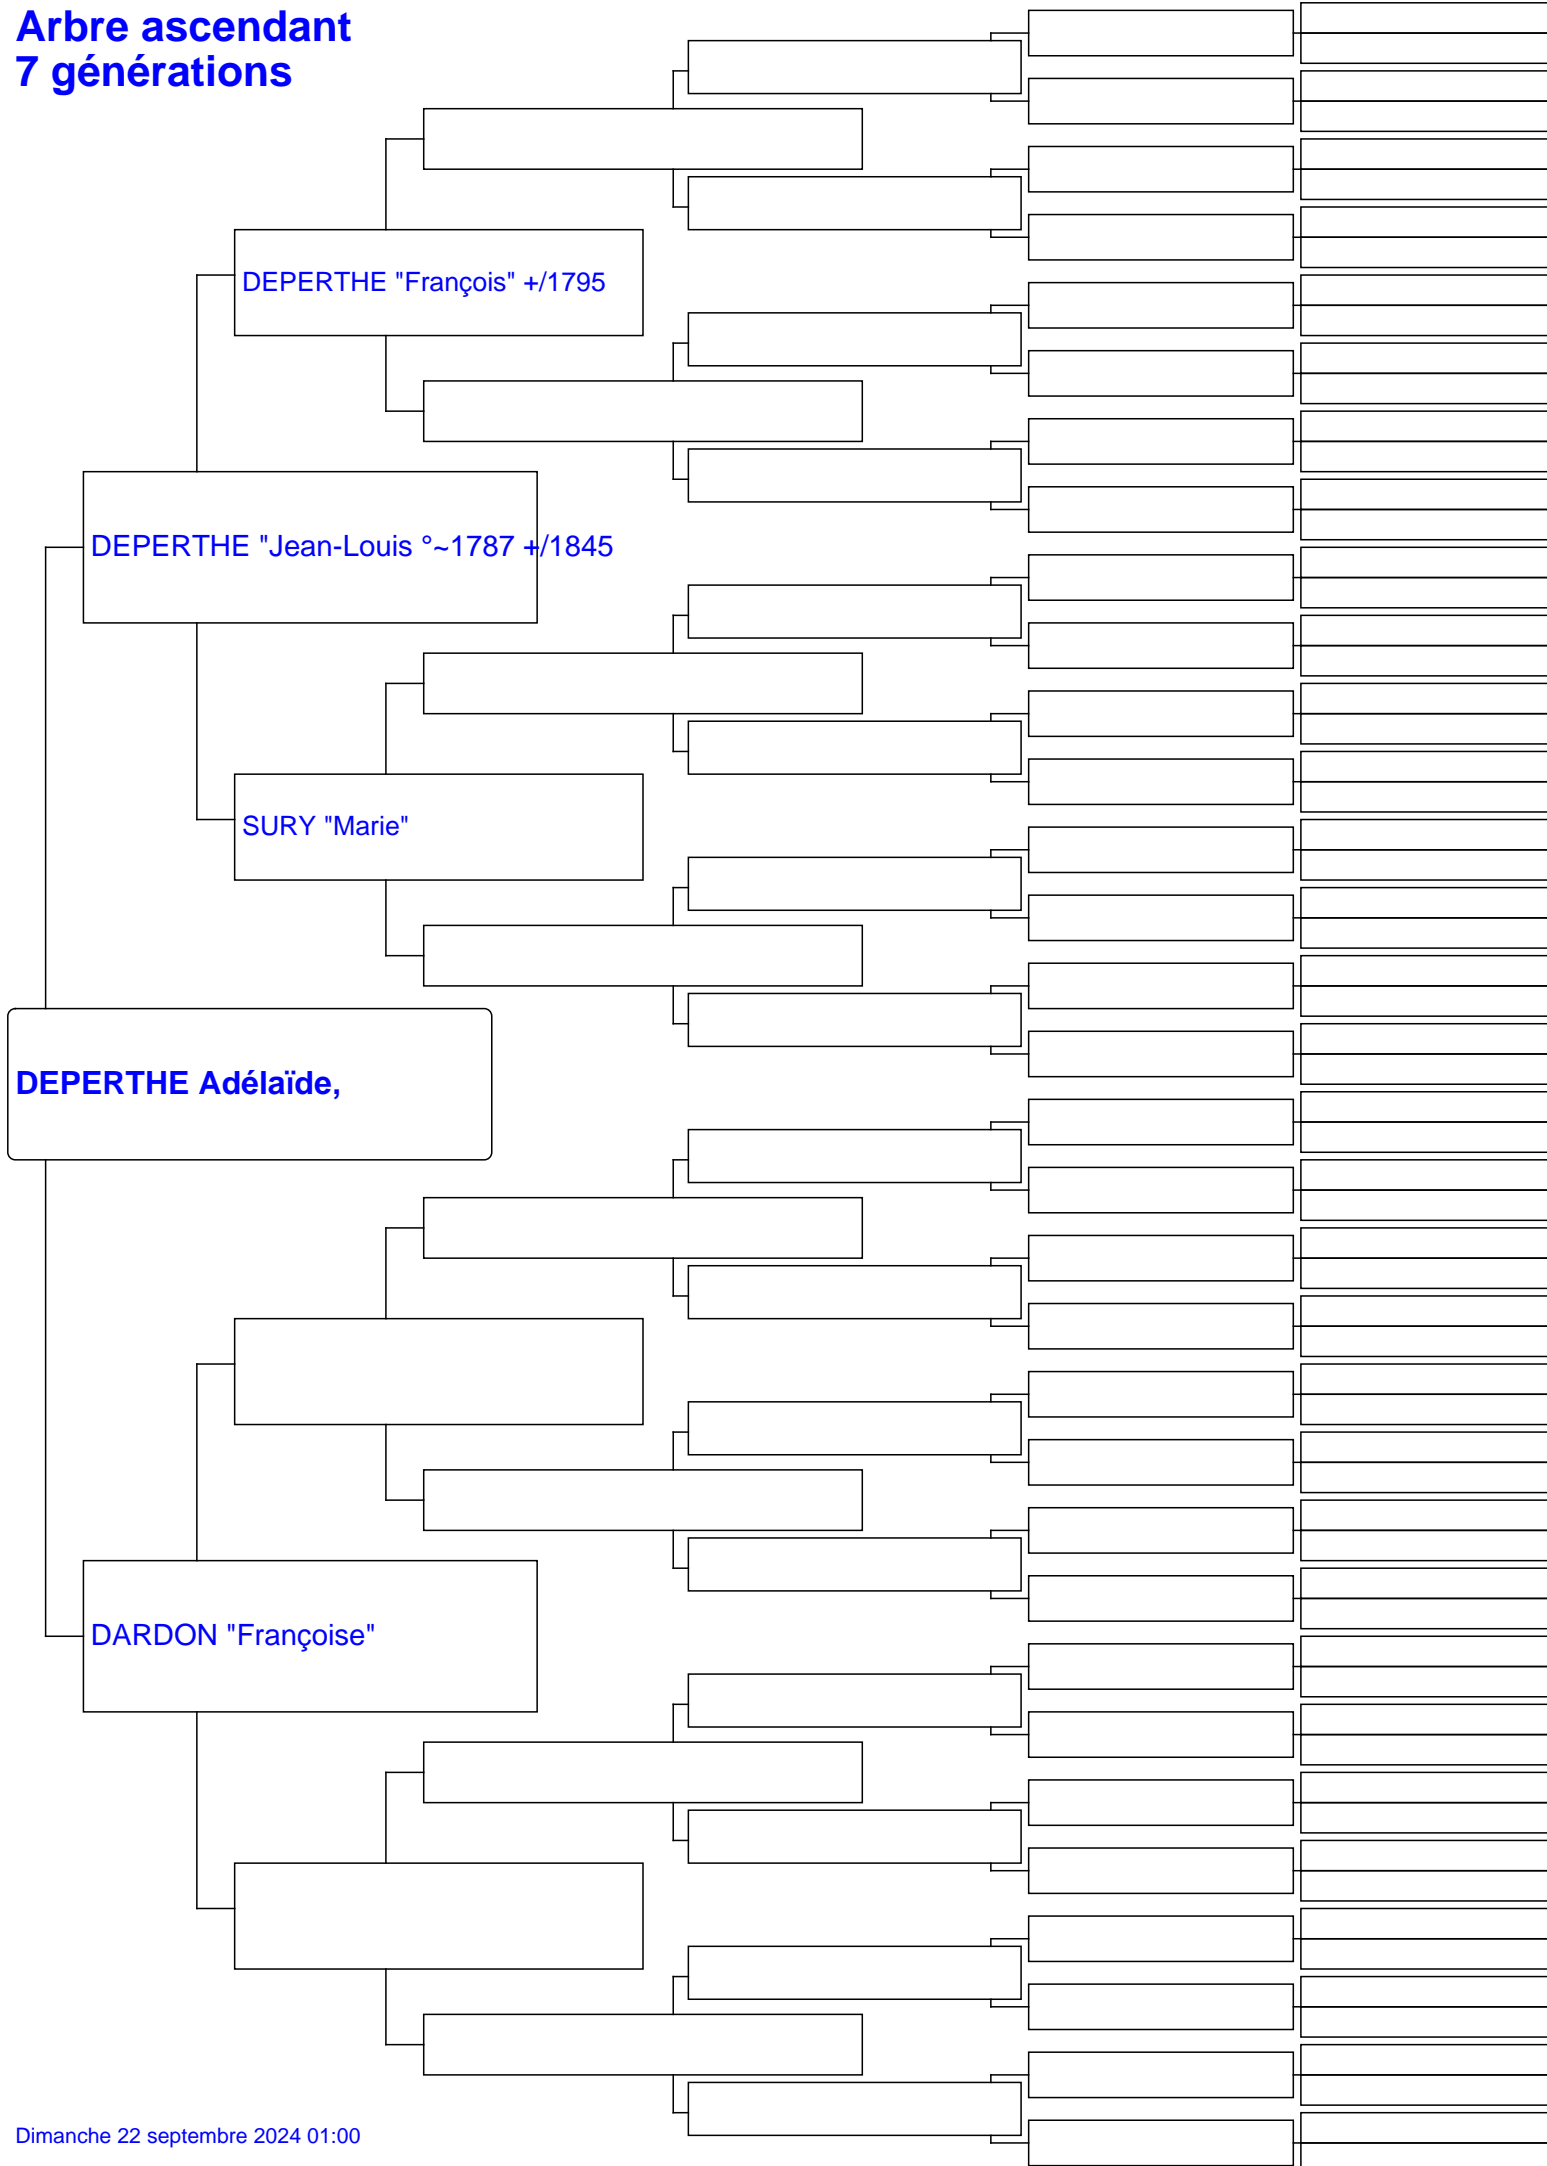 Arbre ascendant
7 générations
DEPERTHE "François" +/1795
DEPERTHE "Jean-Louis °~1787 +/1845
SURY "Marie"
DEPERTHE Adélaïde,
DARDON "Françoise"
Dimanche 22 septembre 2024 01:00